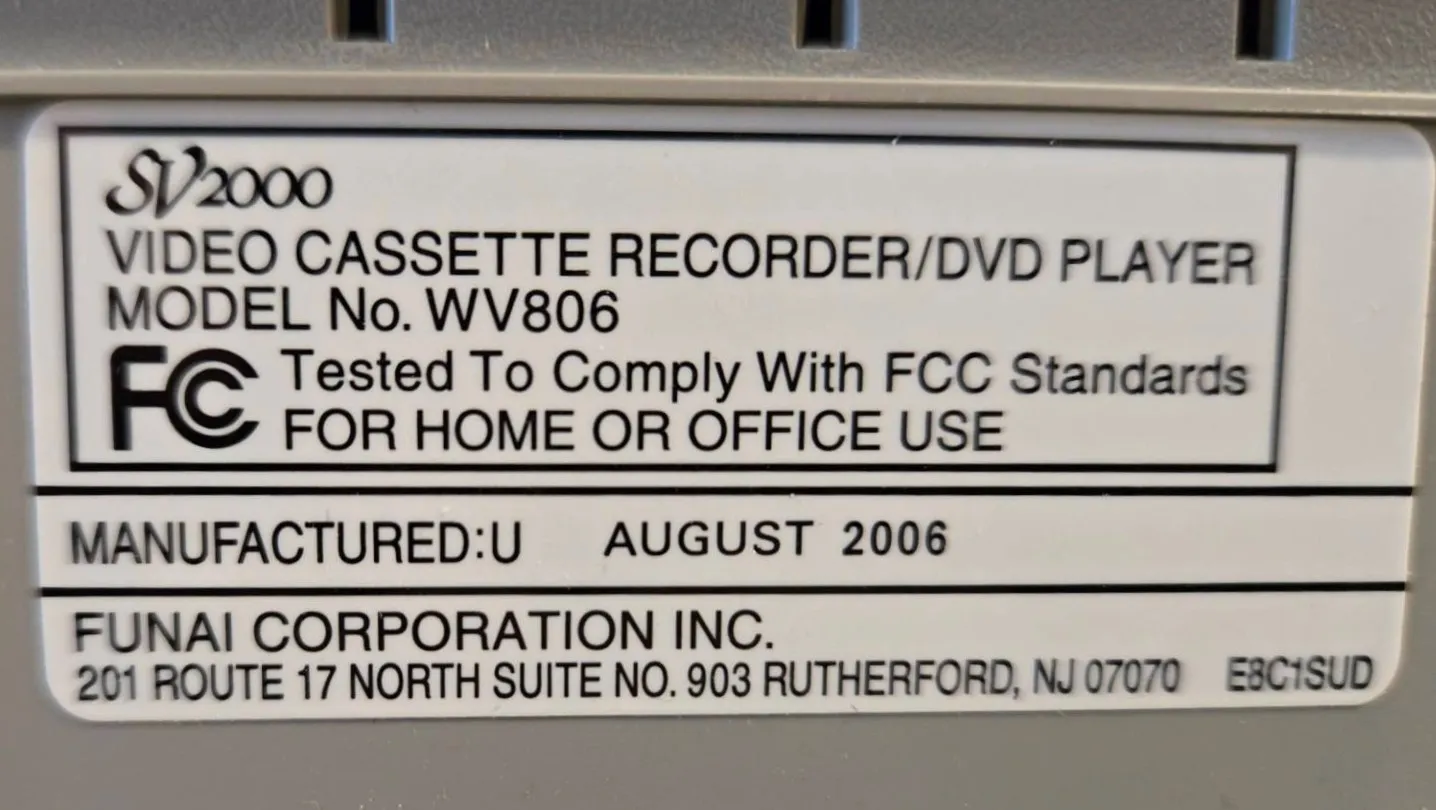 SV2000
VIDEO CASSETTE RECORDER/DVD PLAYER
MODEL No. WV806
FC Tested To Comply With FCC Standards
FOR HOME OR OFFICE USE
MANUFACTURED:U AUGUST 2006
FUNAI CORPORATION INC.
201 ROUTE 17 NORTH SUITE NO. 903 RUTHERFORD, NJ 07070 E8C1SUD